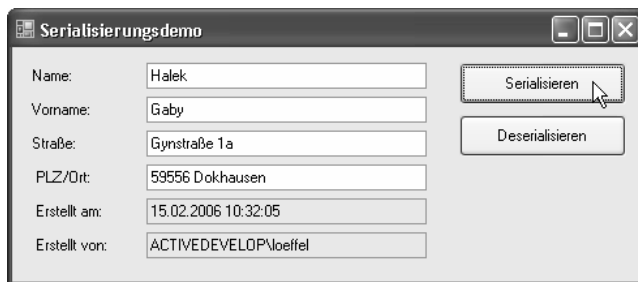 Serialisierungsdemo
Name: Halek
Serialisieren
Vorname: Gaby
Deserialisieren
Straße: Gynstraße 1a
PLZ/Ort: 59556 Dokhausen
Erstellt am: 15.02.2006 10:32:05
Erstellt von: ACTIVEDEVELOP\loeffel